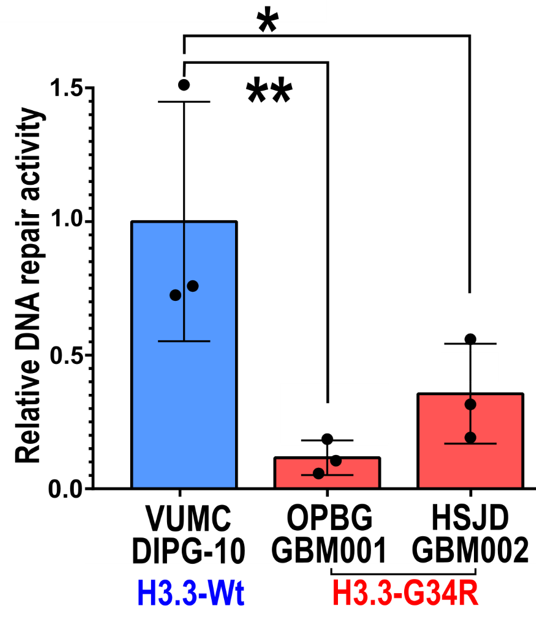 *
**
Relative DNA repair activity
1.5
1.0
0.5
0.0
VUMC
DIPG-10
OPBG
GBM001
HSJD
GBM002
H3.3-Wt
H3.3-G34R